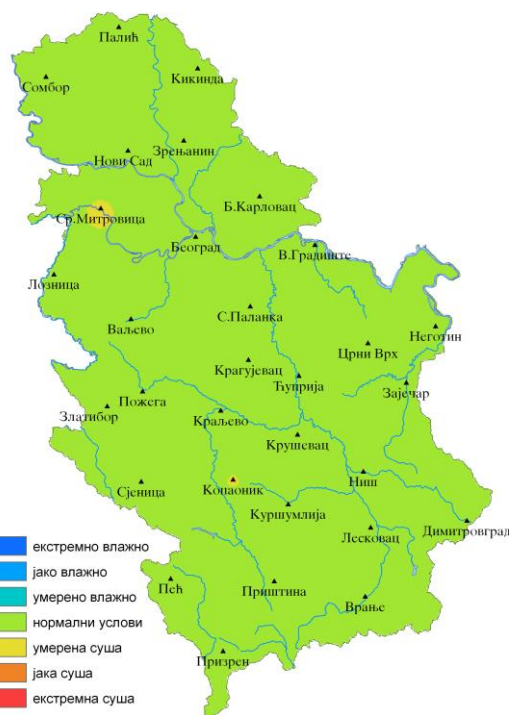 Палић
Кикинда
Сомбор
Зрењанин
Нови Сад
Б.Карловац
Ср.Митровица
Београд
В.Градиште
Лозница
С.Паланка
Ваљево
Неготин
Црни Врх
Крагујевац
Ћуприја
Зајечар
Пожега
Златибор
Краљево
Крушевац
Ниш
Сјеница
Копаоник
Куршумлија
Димитровград
Лесковац
Пећ
Приштина
Врање
Призрен
екстремно влажно
јако влажно
умерено влажно
нормални услови
умерена суша
јака суша
екстремна суша